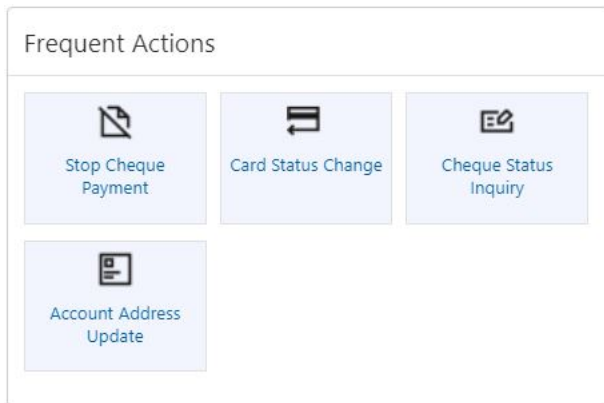 Frequent Actions
Stop Cheque
Payment
Card Status Change
Cheque Status
Inquiry
Account Address
Update